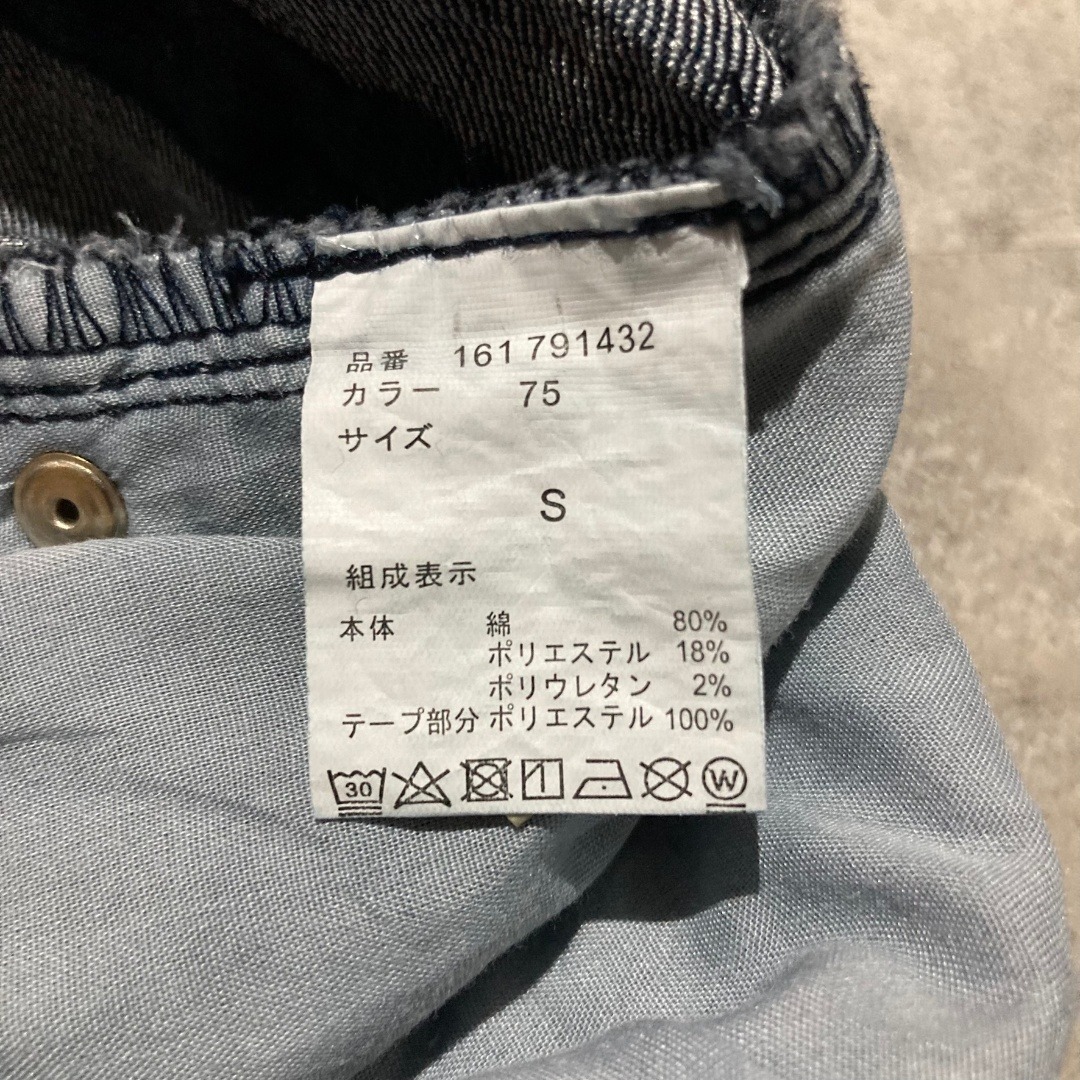 品番 161 791432
カラー 75
サイズ
S
組成表示
本体 綿 80%
ポリエステル 18%
ポリウレタン 2%
テープ部分 ポリエステル 100%
30 W